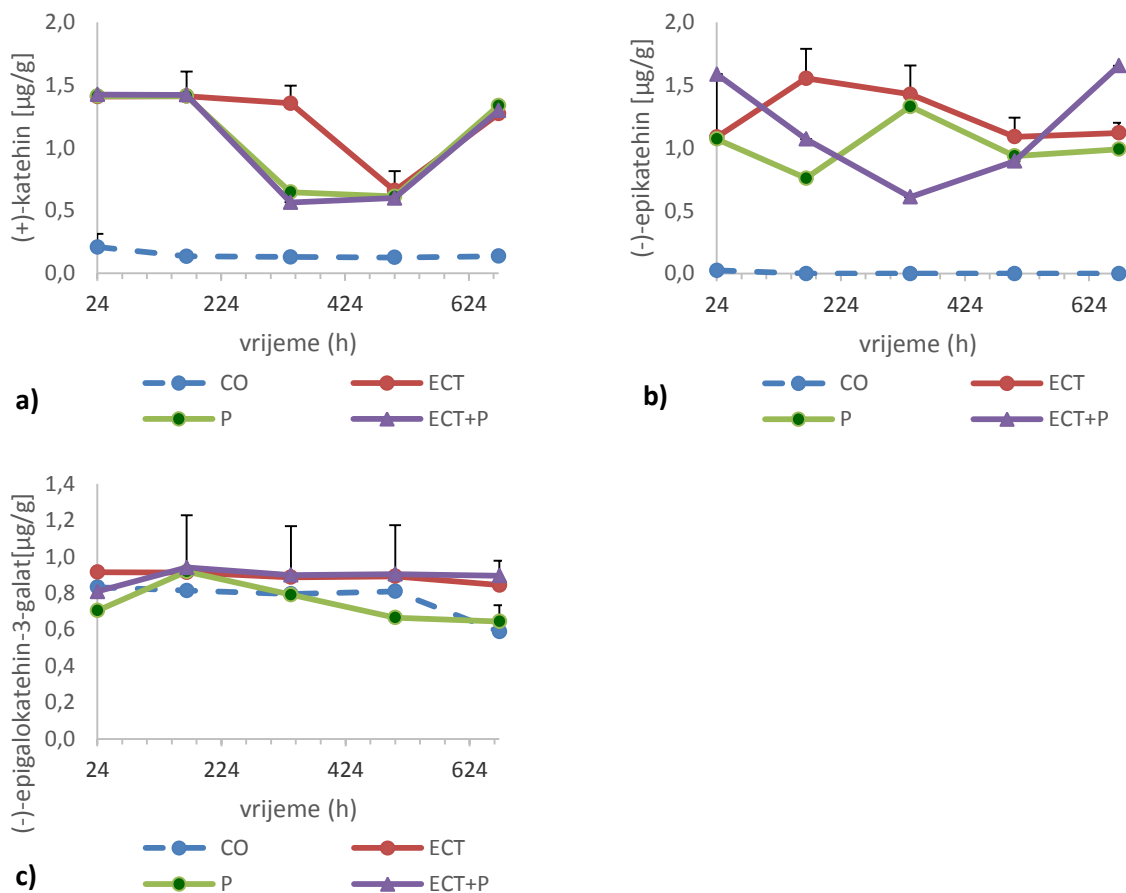 (+)-katehin [µg/g]
2,0
1,5
1,0
0,5
0,0
24 224 424 624
vrijeme (h)
CO ECT
P ECT+P
a)
(-)-epikatehin [µg/g]
2,0
1,5
1,0
0,5
0,0
24 224 424 624
vrijeme (h)
CO ECT
P ECT+P
b)
(-)-epigalokatehin-3-galat[µg/g]
1,4
1,2
1,0
0,8
0,6
0,4
0,2
0,0
24 224 424 624
vrijeme (h)
CO ECT
P ECT+P
c)